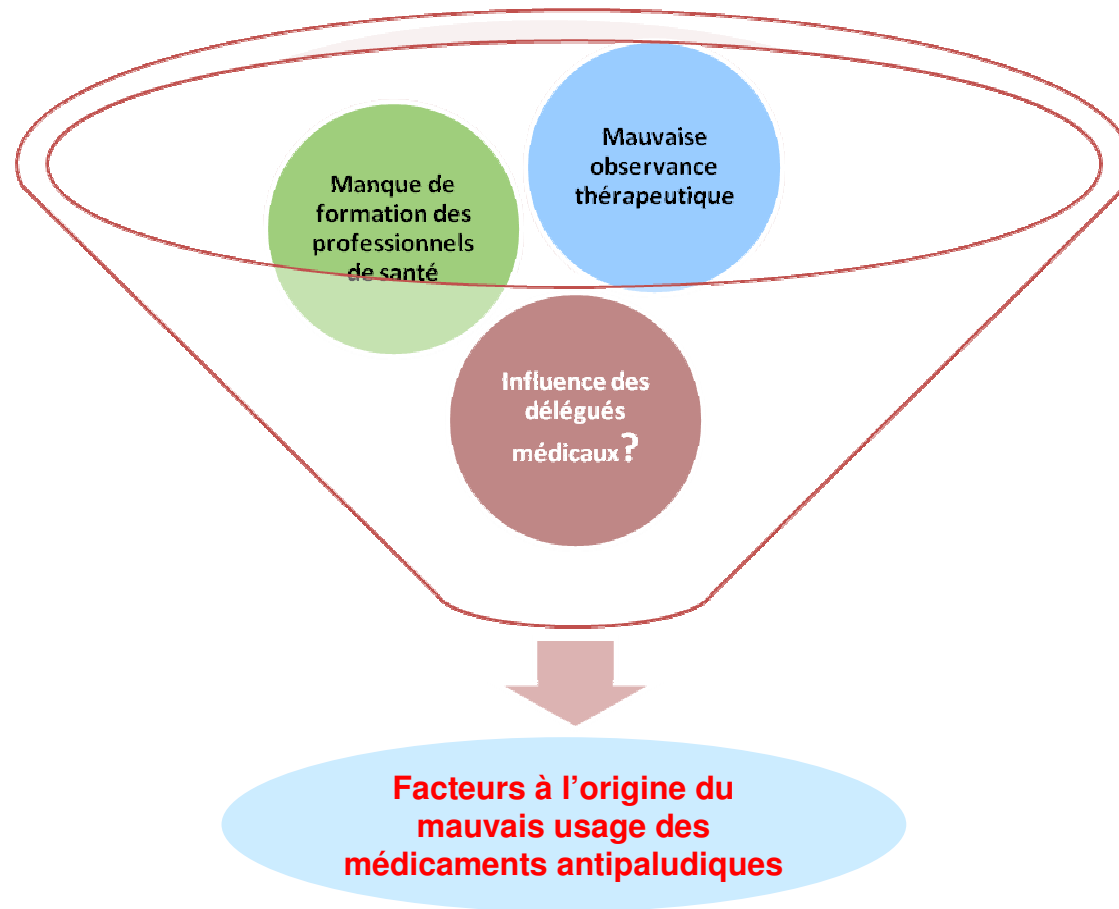 Mauvaise
observance
thérapeutique
Manque de
formation des
professionnels
de santé
Influence des
délégués
médicaux?
Facteurs à l’origine du
mauvais usage des
médicaments antipaludiques